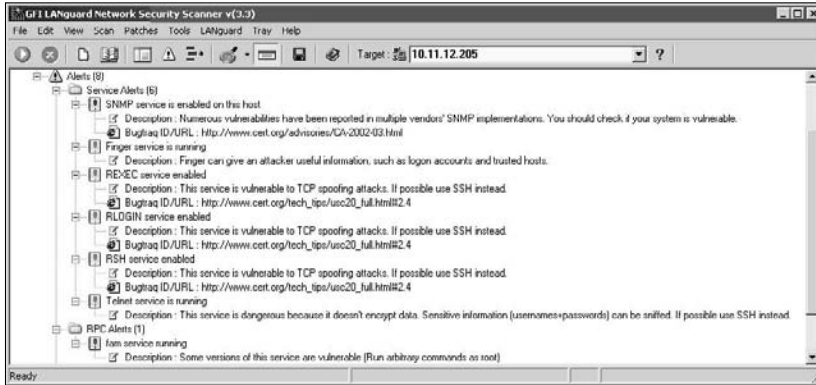 GFI LANguard Network Security Scanner v(3.3)
File Edit View Scan Patches Tools LANguard Tray Help
Target : 10.11.12.205
Alerts (8)
Service Alerts (6)
SNMP service is enabled on this host
Description : Numerous vulnerabilities have been reported in multiple vendors' SNMP implementations. You should check if your system is vulnerable.
Bugtraq ID/URL : http://www.cert.org/advisories/CA-2002-03.html
Finger service is running
Description : Finger can give an attacker useful information, such as logon accounts and trusted hosts.
REXEC service enabled
Description : This service is vulnerable to TCP spoofing attacks. If possible use SSH instead.
Bugtraq ID/URL : http://www.cert.org/tech_tips/usc20_full.html#2.4
RLOGIN service enabled
Description : This service is vulnerable to TCP spoofing attacks. If possible use SSH instead.
Bugtraq ID/URL : http://www.cert.org/tech_tips/usc20_full.html#2.4
RSH service enabled
Description : This service is vulnerable to TCP spoofing attacks. If possible use SSH instead.
Bugtraq ID/URL : http://www.cert.org/tech_tips/usc20_full.html#2.4
Telnet service is running
Description : This service is dangerous because it doesn't encrypt data. Sensitive information (usernames+passwords) can be sniffed. If possible use SSH instead
RPC Alerts (1)
fam service running
Description : Some versions of this service are vulnerable (Run arbitrary commands as root)
Ready